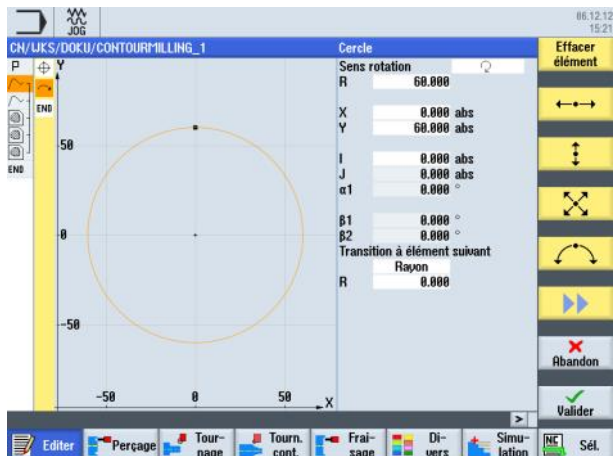 JOG
06.12.12
15:21
CN/WKS/DOKU/CONTOURMILLING_1
Cercle
Effacer
élément
P
END
END
Y
50
0
-50
-50 0 50
X
Sens rotation
R 60.000
X 0.000 abs
Y 60.000 abs
I 0.000 abs
J 0.000 abs
α1 0.000 °
β1 0.000 °
β2 0.000 °
Transition à élément suivant
Rayon
R 0.000
Abandon
Valider
>
Editer
Perçage
Tour-
nage
Tourn.
cont.
Frai-
sage
Di-
vers
Simu-
lation
NC
Sél.